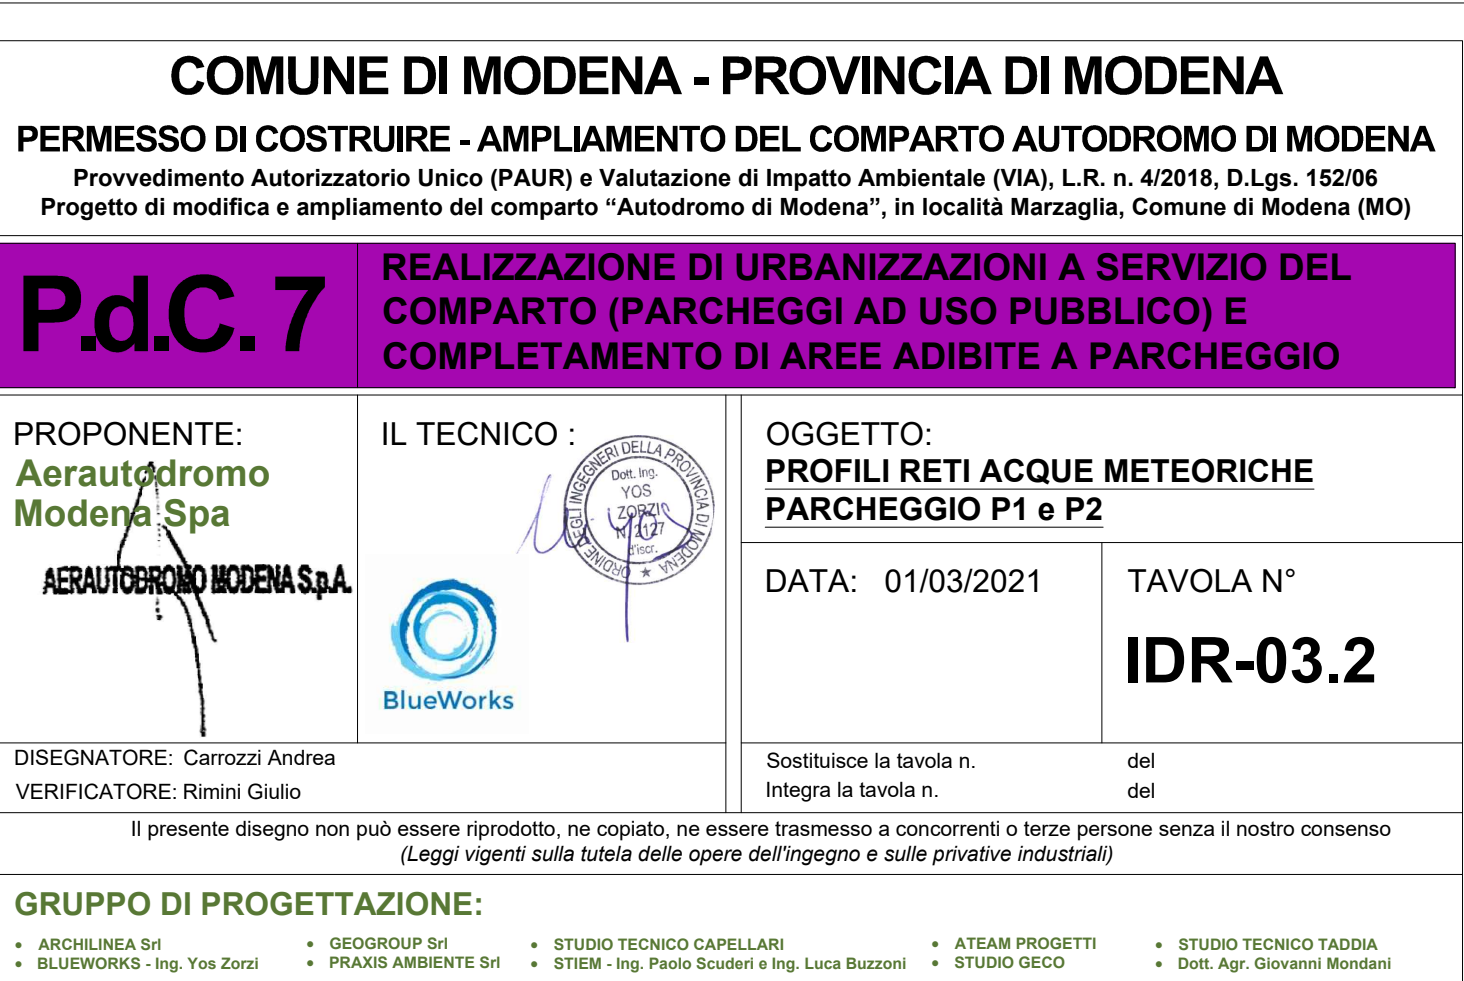 COMUNE DI MODENA - PROVINCIA DI MODENA
PERMESSO DI COSTRUIRE - AMPLIAMENTO DEL COMPARTO AUTODROMO DI MODENA
Provvedimento Autorizzatorio Unico (PAUR) e Valutazione di Impatto Ambientale (VIA), L.R. n. 4/2018, D.Lgs. 152/06
Progetto di modifica e ampliamento del comparto “Autodromo di Modena”, in località Marzaglia, Comune di Modena (MO)
P.d.C. 7
REALIZZAZIONE DI URBANIZZAZIONI A SERVIZIO DEL
COMPARTO (PARCHEGGI AD USO PUBBLICO) E
COMPLETAMENTO DI AREE ADIBITE A PARCHEGGIO
PROPONENTE:
Aerautodromo
Modena Spa
AERAUTODROMO MODENA S.p.A.
IL TECNICO :
ORDINE DEGLI INGEGNERI DELLA PROVINCIA DI MODENA
Dott. Ing.
YOS
ZORZI
N. 2127
d'iscr.
BlueWorks
OGGETTO:
PROFILI RETI ACQUE METEORICHE
PARCHEGGIO P1 e P2
DATA: 01/03/2021
TAVOLA N°
IDR-03.2
DISEGNATORE: Carrozzi Andrea
VERIFICATORE: Rimini Giulio
Sostituisce la tavola n. del
Integra la tavola n. del
Il presente disegno non può essere riprodotto, ne copiato, ne essere trasmesso a concorrenti o terze persone senza il nostro consenso
(Leggi vigenti sulla tutela delle opere dell'ingegno e sulle privative industriali)
GRUPPO DI PROGETTAZIONE:
• ARCHILINEA Srl
• BLUEWORKS - Ing. Yos Zorzi
• GEOGROUP Srl
• PRAXIS AMBIENTE Srl
• STUDIO TECNICO CAPELLARI
• STIEM - Ing. Paolo Scuderi e Ing. Luca Buzzoni
• ATEAM PROGETTI
• STUDIO GECO
• STUDIO TECNICO TADDIA
• Dott. Agr. Giovanni Mondani